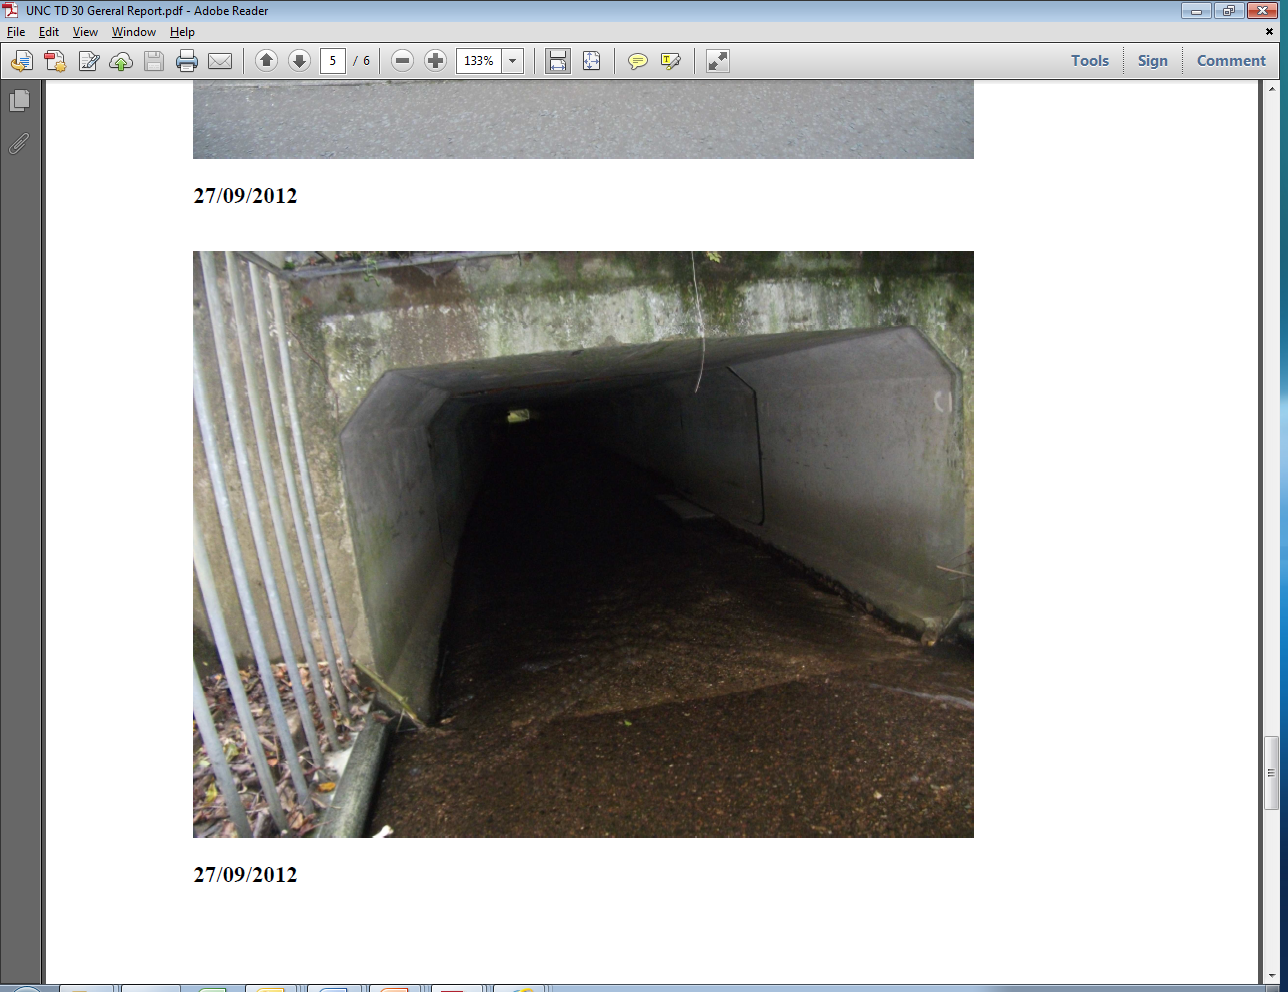 UNC TD 30 Gereral Report.pdf - Adobe Reader
File Edit View Window Help
5 / 6 133% Tools Sign Comment
27/09/2012
27/09/2012